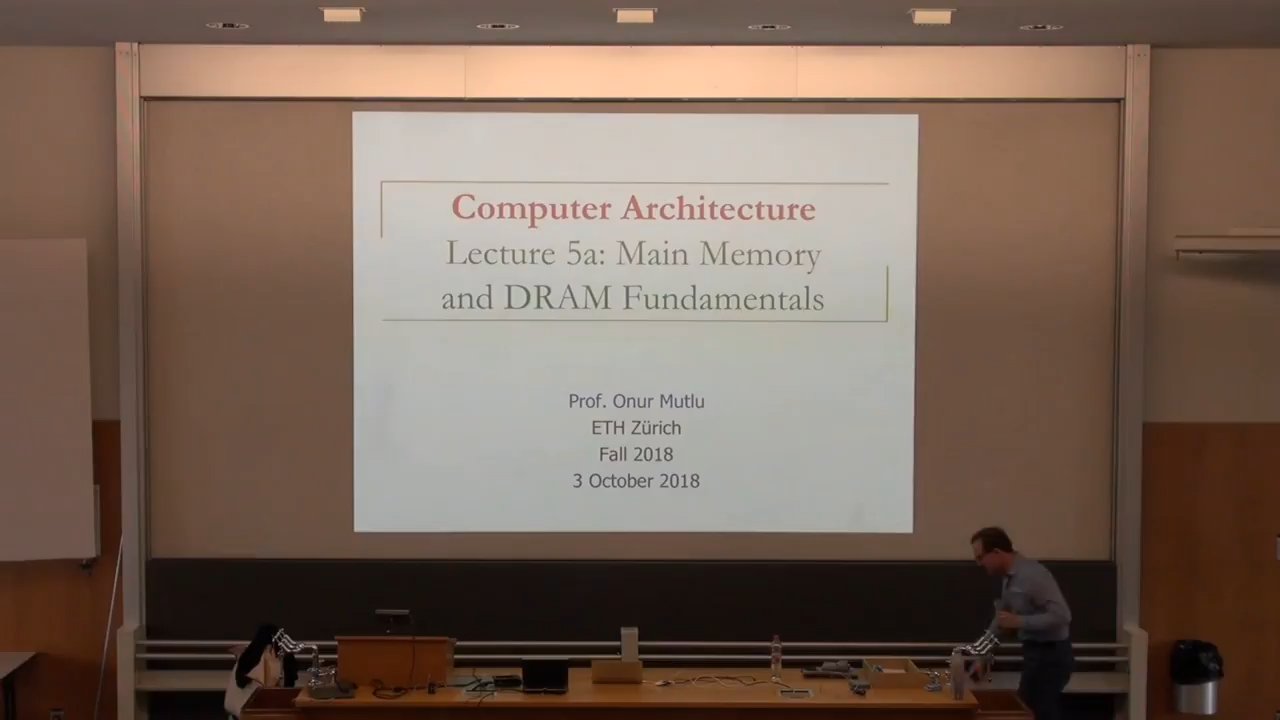 Computer Architecture
Lecture 5a: Main Memory
and DRAM Fundamentals
Prof. Onur Mutlu
ETH Zürich
Fall 2018
3 October 2018